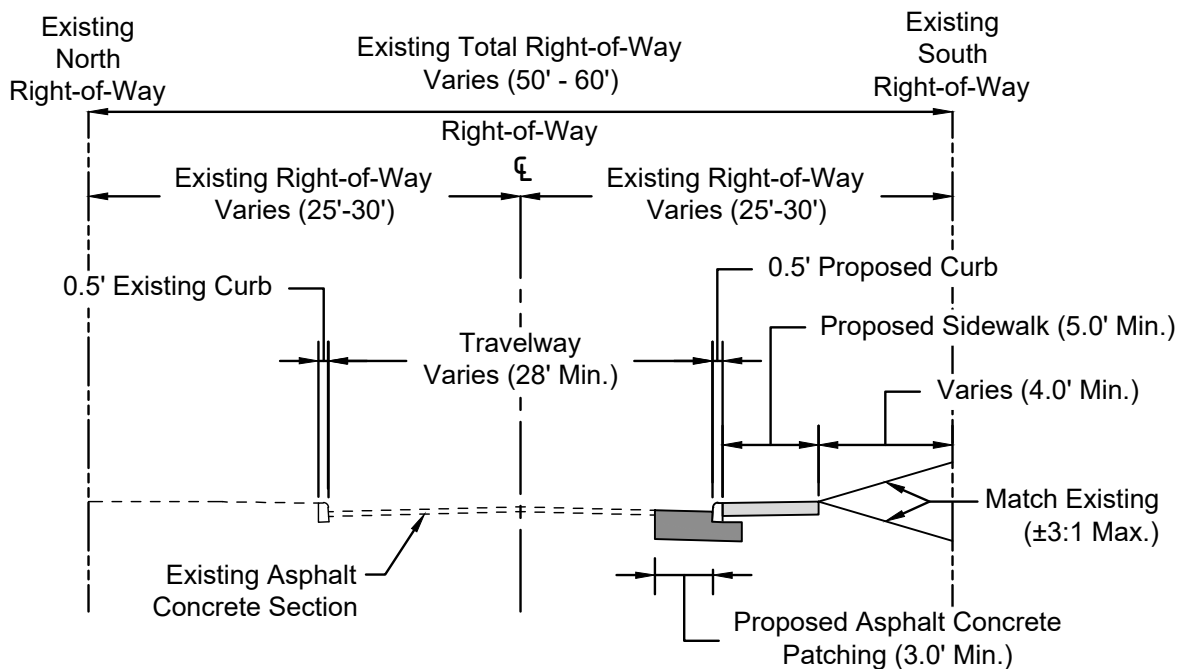 Existing
North
Right-of-Way
Existing Total Right-of-Way
Varies (50' - 60')
Existing
South
Right-of-Way
Right-of-Way
℄
Existing Right-of-Way
Varies (25'-30')
Existing Right-of-Way
Varies (25'-30')
0.5' Existing Curb
0.5' Proposed Curb
Travelway
Varies (28' Min.)
Proposed Sidewalk (5.0' Min.)
Varies (4.0' Min.)
Match Existing
(±3:1 Max.)
Existing Asphalt
Concrete Section
Proposed Asphalt Concrete
Patching (3.0' Min.)